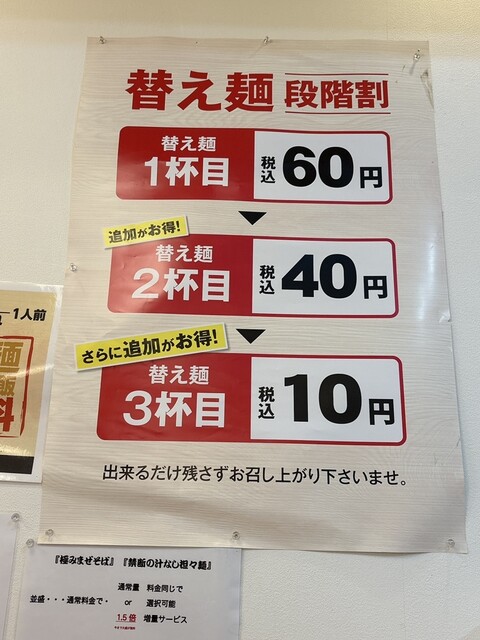 替え麺 段階割
替え麺
1杯目
税込 60円
追加がお得!
替え麺
2杯目
税込 40円
さらに追加がお得!
替え麺
3杯目
税込 10円
出来るだけ残さずお召し上がり下さいませ。
1人前
『極みまぜそば』『禁断の汁なし担々麺』
通常量 料金同じで
並盛・・・通常料金で・ or 選択可能
1.5倍 増量サービス